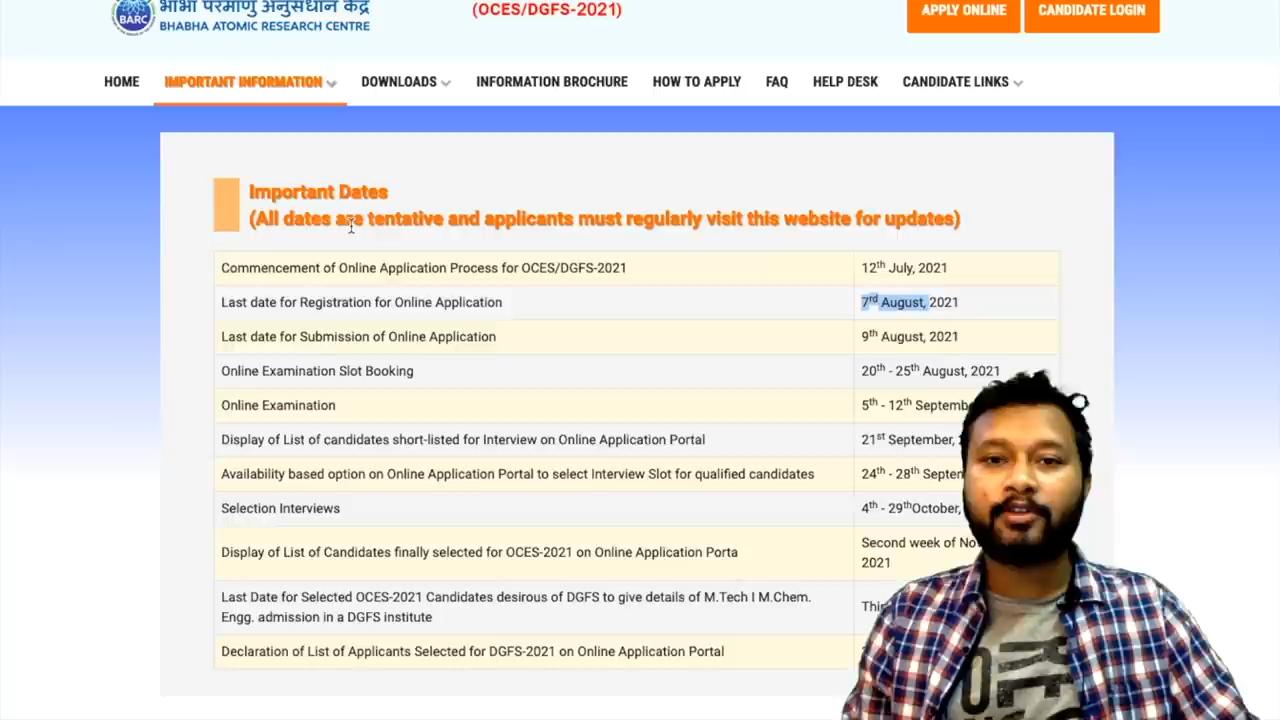 भाभा परमाणु अनुसंधान केंद्र
BARC
BHABHA ATOMIC RESEARCH CENTRE
(OCES/DGFS-2021)
APPLY ONLINE
CANDIDATE LOGIN
HOME
IMPORTANT INFORMATION
DOWNLOADS
INFORMATION BROCHURE
HOW TO APPLY
FAQ
HELP DESK
CANDIDATE LINKS
Important Dates
(All dates are tentative and applicants must regularly visit this website for updates)
Commencement of Online Application Process for OCES/DGFS-2021 12th July, 2021
Last date for Registration for Online Application 7rd August, 2021
Last date for Submission of Online Application 9th August, 2021
Online Examination Slot Booking 20th - 25th August, 2021
Online Examination 5th - 12th
Display of List of candidates short-listed for Interview on Online Application Portal 21st September,
Availability based option on Online Application Portal to select Interview Slot for qualified candidates 24th - 28th
Selection Interviews 4th - 29thOctober,
Display of List of Candidates finally selected for OCES-2021 on Online Application Porta Second week of
2021
Last Date for Selected OCES-2021 Candidates desirous of DGFS to give details of M.Tech I M.Chem.
Engg. admission in a DGFS institute
Declaration of List of Applicants Selected for DGFS-2021 on Online Application Portal